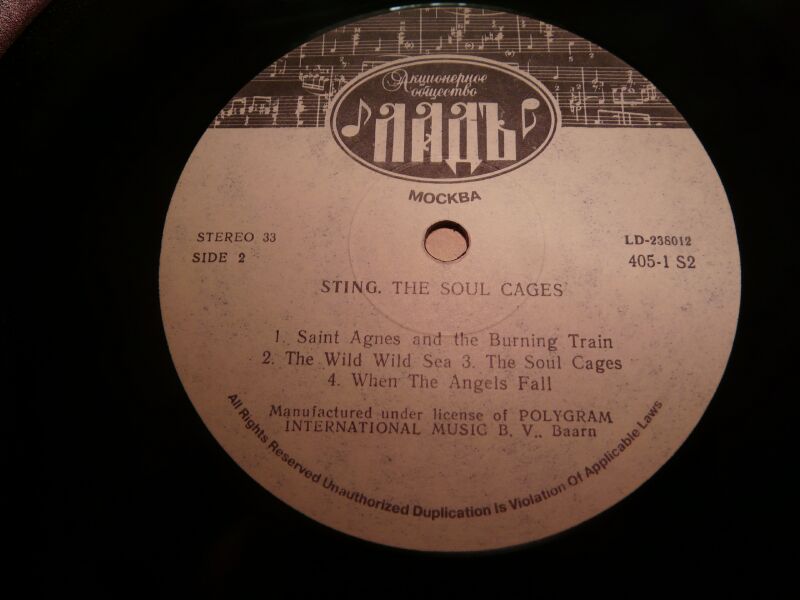 Акционерное
общество
ЛАДЪ
МОСКВА
STEREO 33
SIDE 2
LD-238012
405-1 S2
STING. THE SOUL CAGES
1. Saint Agnes and the Burning Train
2. The Wild Wild Sea 3. The Soul Cages
4. When The Angels Fall
Manufactured under license of POLYGRAM
INTERNATIONAL MUSIC B. V., Baarn
All Rights Reserved Unauthorized Duplication Is Violation Of Applicable Laws